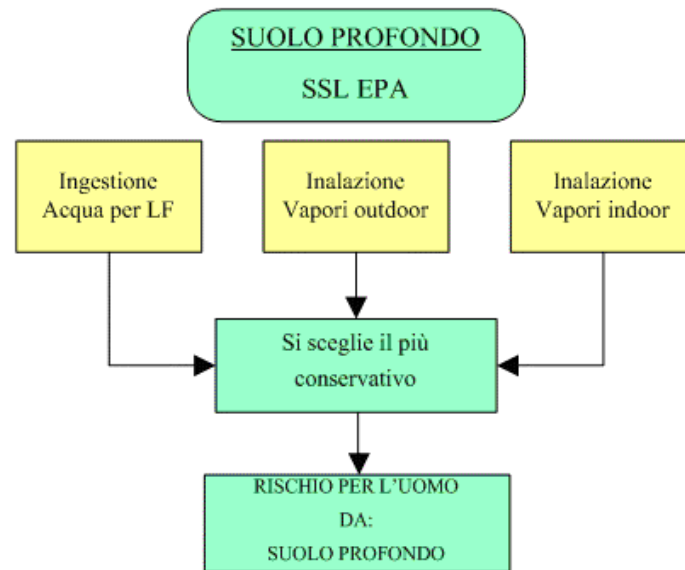 SUOLO PROFONDO
SSL EPA
Ingestione
Acqua per LF
Inalazione
Vapori outdoor
Inalazione
Vapori indoor
Si sceglie il più
conservativo
RISCHIO PER L'UOMO
DA:
SUOLO PROFONDO